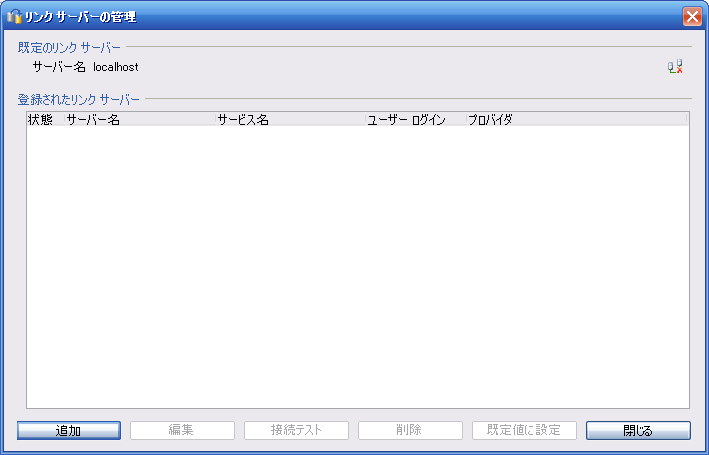 リンク サーバーの管理
既定のリンク サーバー
サーバー名 localhost
登録されたリンク サーバー
状態 サーバー名 サービス名 ユーザー ログイン プロバイダ
追加 編集 接続テスト 削除 既定値に設定 閉じる